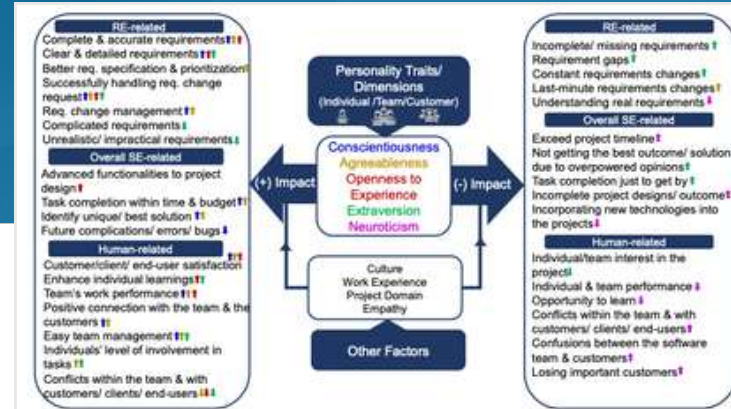 RE-related
Complete & accurate requirements
Clear & detailed requirements
Better req. specification & prioritization
Successfully handling req. change
request
Req. change management
Complicated requirements
Unrealistic/ impractical requirements
Overall SE-related
Advanced functionalities to project
design
Task completion within time & budget
Identify unique/ best solution
Future complications/ errors/ bugs
Human-related
Customer/client/ end-user satisfaction
Enhance individual learnings
Team's work performance
Positive connection with the team & the
customers
Easy team management
Individuals' level of involvement in
tasks
Conflicts within the team & with
customers/ clients/ end-users
(+) Impact
Personality Traits/
Dimensions
(Individual /Team/Customer)
Conscientiousness
Agreeableness
Openness to
Experience
Extraversion
Neuroticism
Culture
Work Experience
Project Domain
Empathy
Other Factors
(-) Impact
RE-related
Incomplete/ missing requirements
Requirement gaps
Constant requirements changes
Last-minute requirements changes
Understanding real requirements
Overall SE-related
Exceed project timeline
Not getting the best outcome/ solution
due to overpowered opinions
Task completion just to get by
Incomplete project designs/ outcome
Incorporating new technologies into
the projects
Human-related
Individual/team interest in the
project
Individual & team performance
Opportunity to learn
Conflicts within the team & with
customers/ clients/ end-users
Confusions between the software
team & customers
Losing important customers